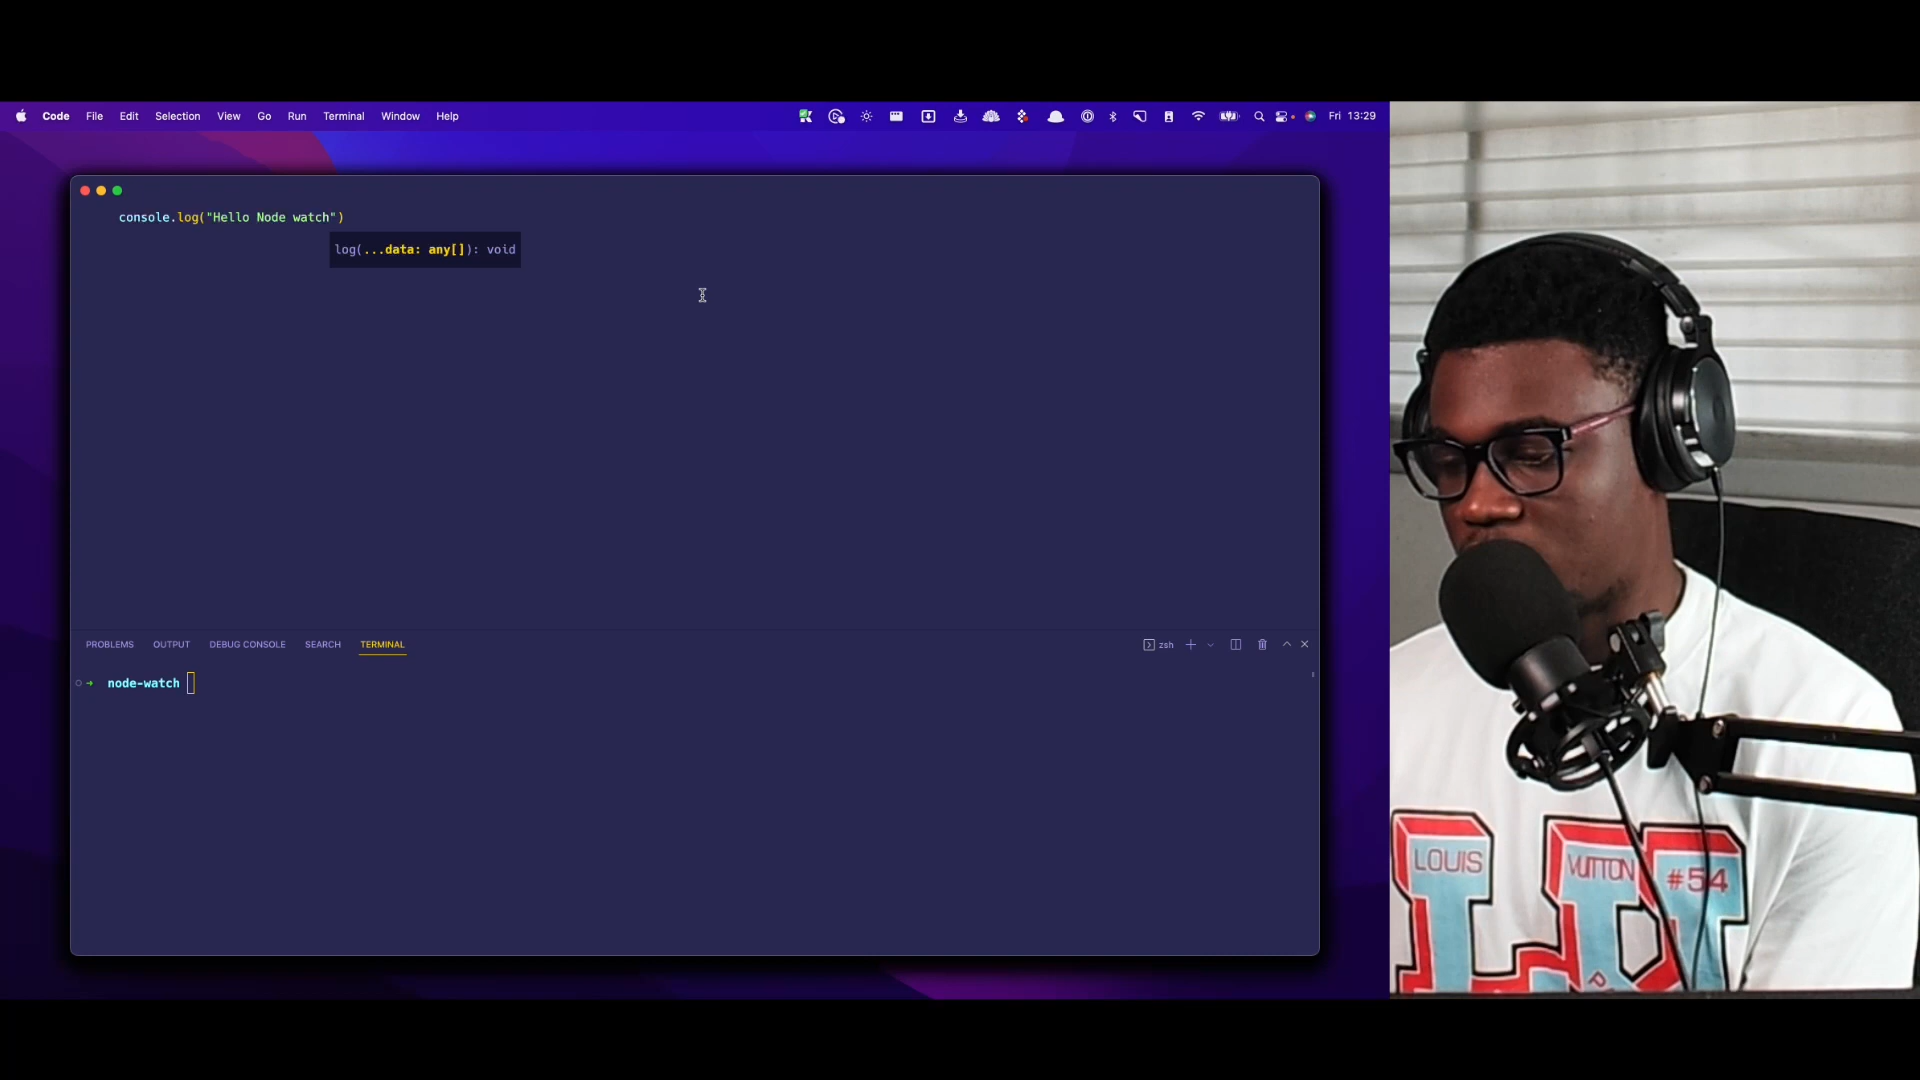 Code File Edit Selection View Go Run Terminal Window Help Fri 13:29
console.log("Hello Node watch")
log(...data: any[]): void
PROBLEMS OUTPUT DEBUG CONSOLE SEARCH TERMINAL zsh
node-watch
LOUIS VUITTON #54
LV